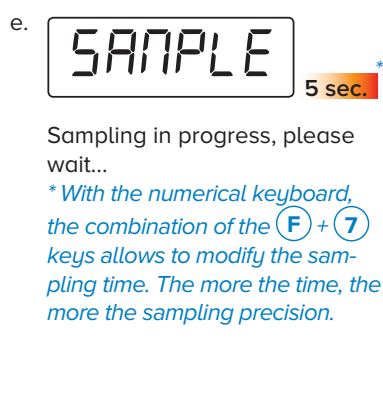 e.
SAMPLE
*
5 sec.
Sampling in progress, please
wait...
* With the numerical keyboard,
the combination of the F + 7
keys allows to modify the sam-
pling time. The more the time, the
more the sampling precision.